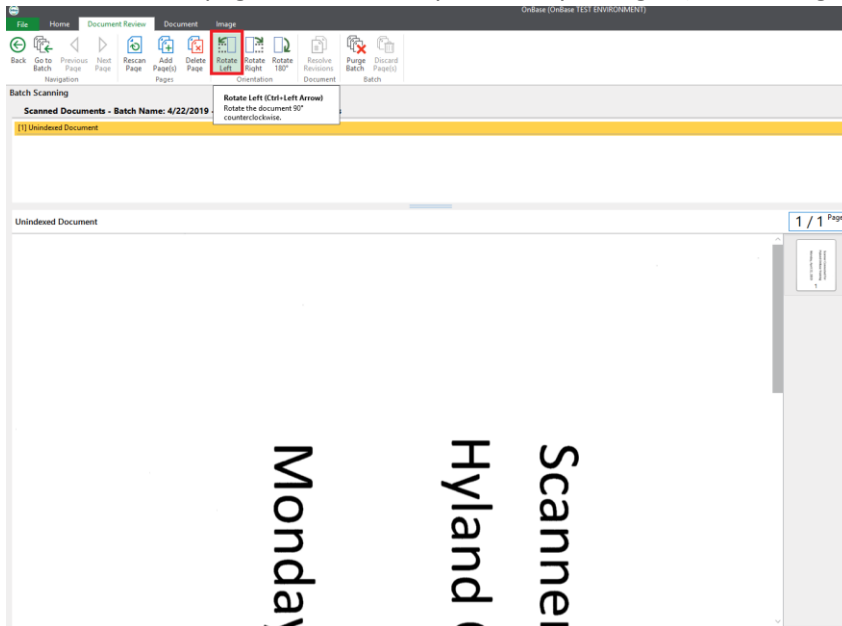 OnBase (OnBase TEST ENVIRONMENT)
File Home Document Review Document Image
Back Go to Batch Previous Page Next Page Rescan Page Add Page(s) Delete Page Rotate Left Rotate Right Rotate 180° Resolve Revisions Purge Batch Discard Page(s)
Navigation Pages Orientation Document Batch
Rotate Left (Ctrl+Left Arrow)
Rotate the document 90°
counterclockwise.
Batch Scanning
Scanned Documents - Batch Name: 4/22/2019 -
[1] Unindexed Document
Unindexed Document
1 / 1 Page
Scanne
Hyland
Monday
1